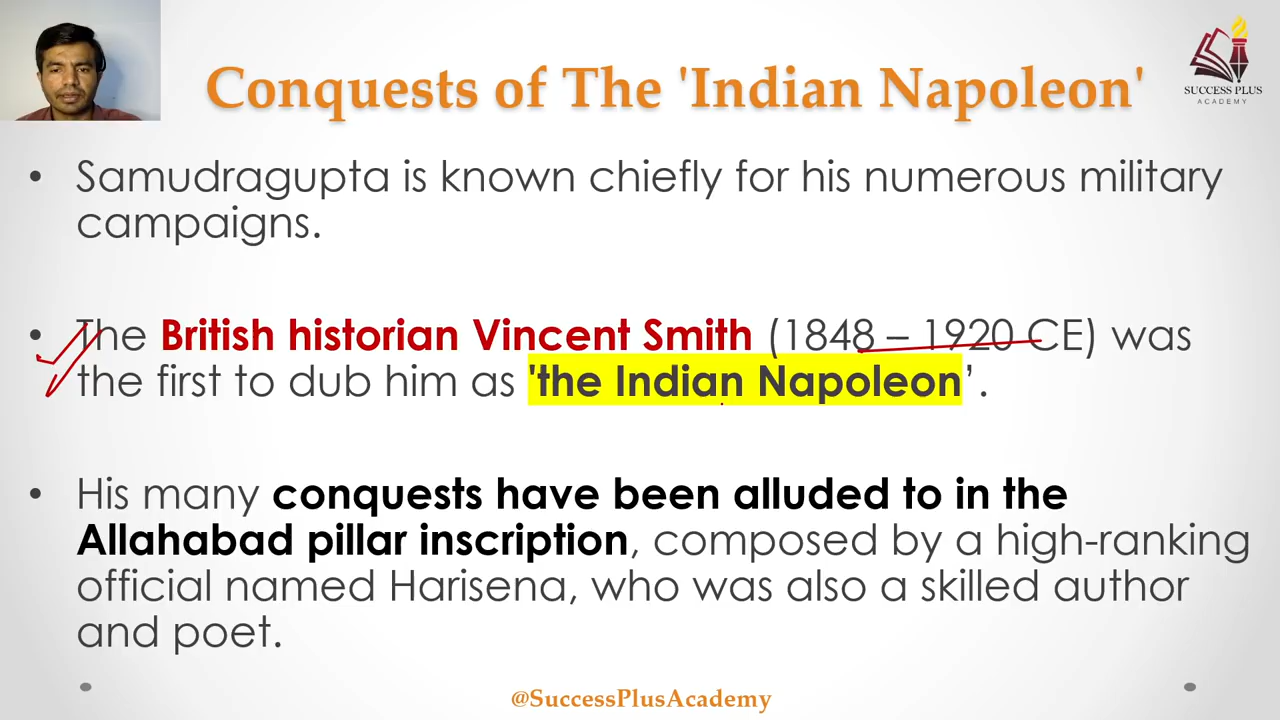 Conquests of The 'Indian Napoleon'
SUCCESS PLUS
ACADEMY
• Samudragupta is known chiefly for his numerous military
campaigns.
• The British historian Vincent Smith (1848 – 1920 CE) was
the first to dub him as 'the Indian Napoleon’.
• His many conquests have been alluded to in the
Allahabad pillar inscription, composed by a high-ranking
official named Harisena, who was also a skilled author
and poet.
@SuccessPlusAcademy